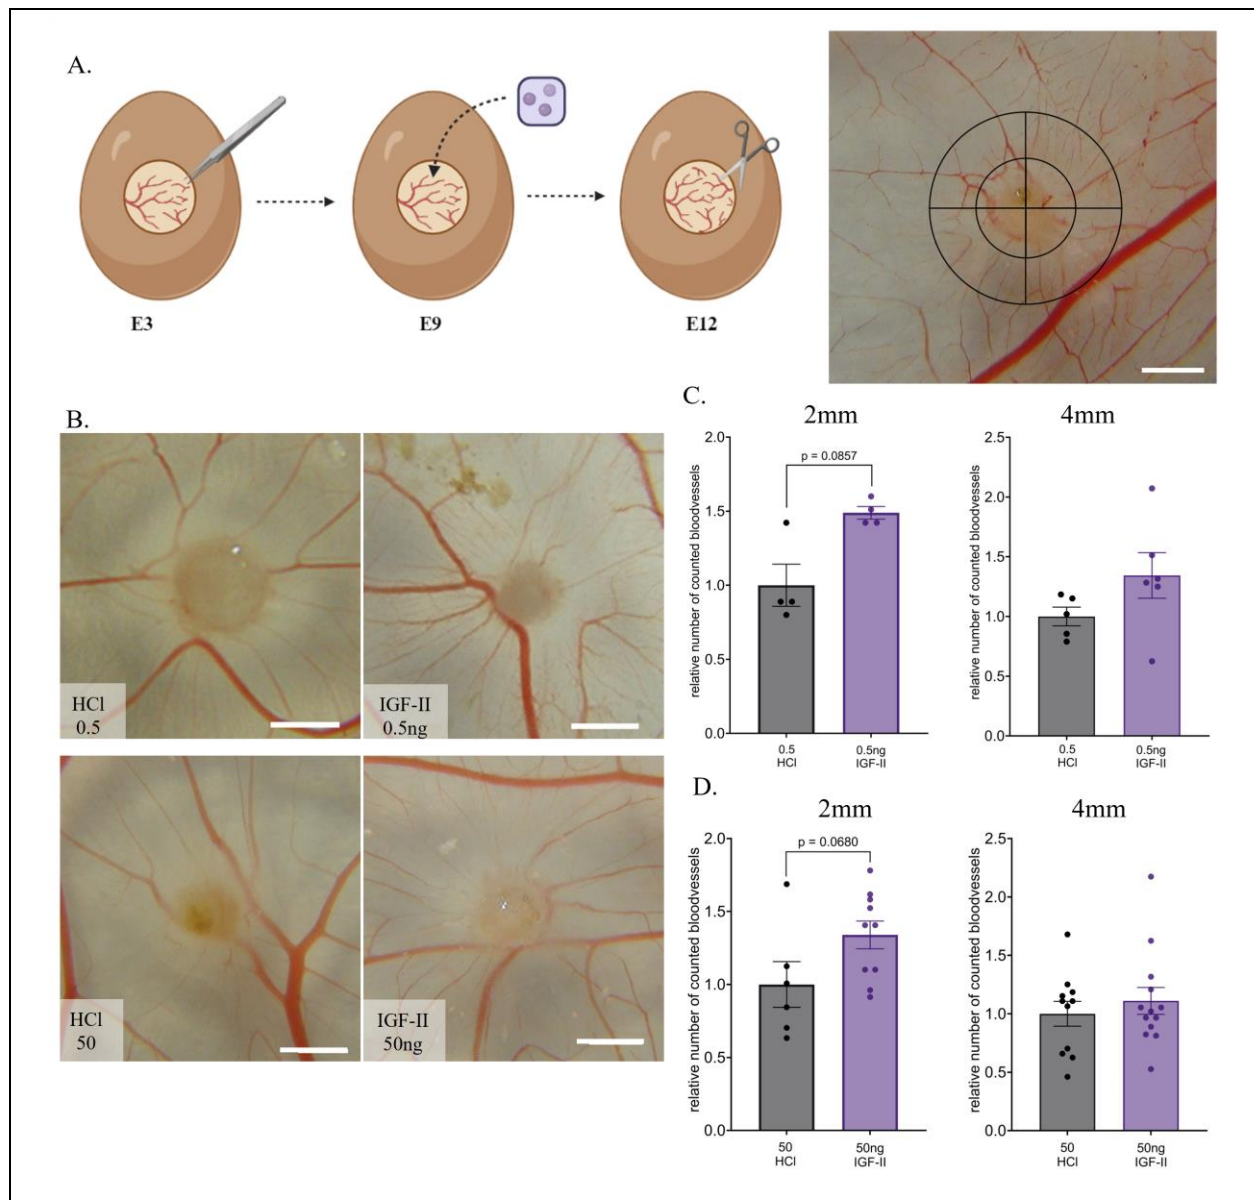 A.
E3
E9
E12
B.
HCl
0.5
IGF-II
0.5ng
HCl
50
IGF-II
50ng
C.
2mm
relative number of counted bloodvessels
2.0
1.5
1.0
0.5
0.0
p = 0.0857
0.5
HCl
0.5ng
IGF-II
4mm
relative number of counted bloodvessels
2.5
2.0
1.5
1.0
0.5
0.0
0.5
HCl
0.5ng
IGF-II
D.
2mm
relative number of counted bloodvessels
2.0
1.5
1.0
0.5
0.0
p = 0.0680
50
HCl
50ng
IGF-II
4mm
relative number of counted bloodvessels
2.5
2.0
1.5
1.0
0.5
0.0
50
HCl
50ng
IGF-II